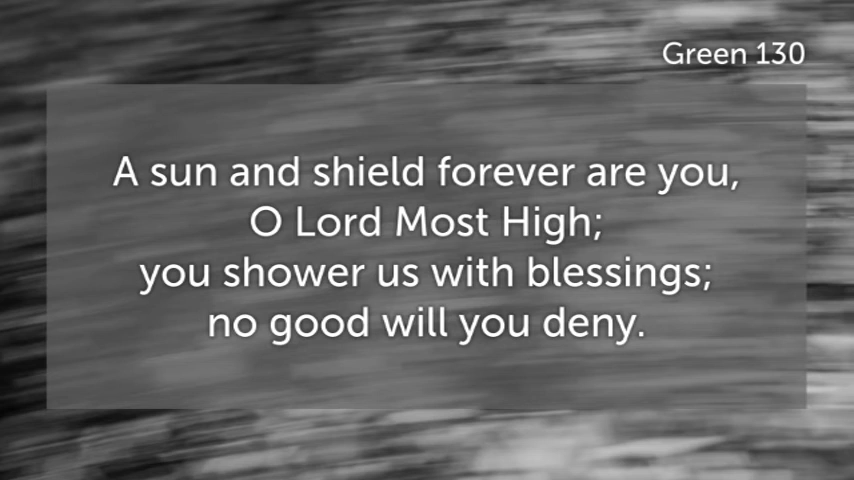 Green 130
A sun and shield forever are you,
O Lord Most High;
you shower us with blessings;
no good will you deny.